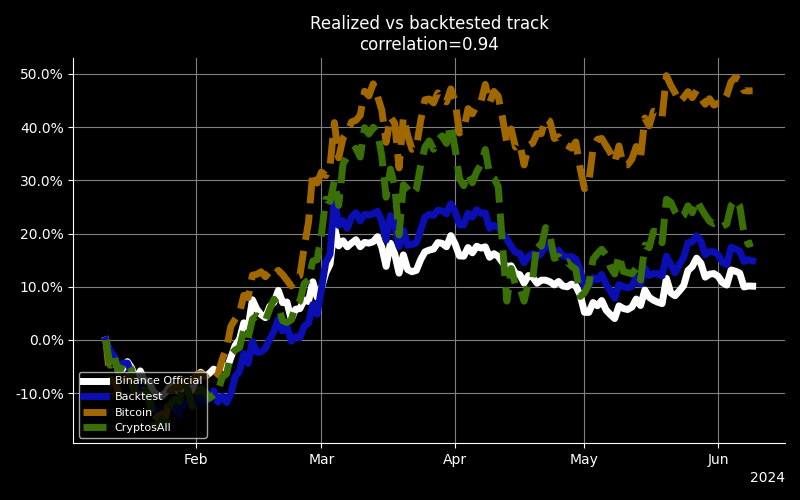 Realized vs backtested track
correlation=0.94
50.0%
40.0%
30.0%
20.0%
10.0%
0.0%
-10.0%
Binance Official
Backtest
Bitcoin
CryptosAll
Feb
Mar
Apr
May
Jun
2024